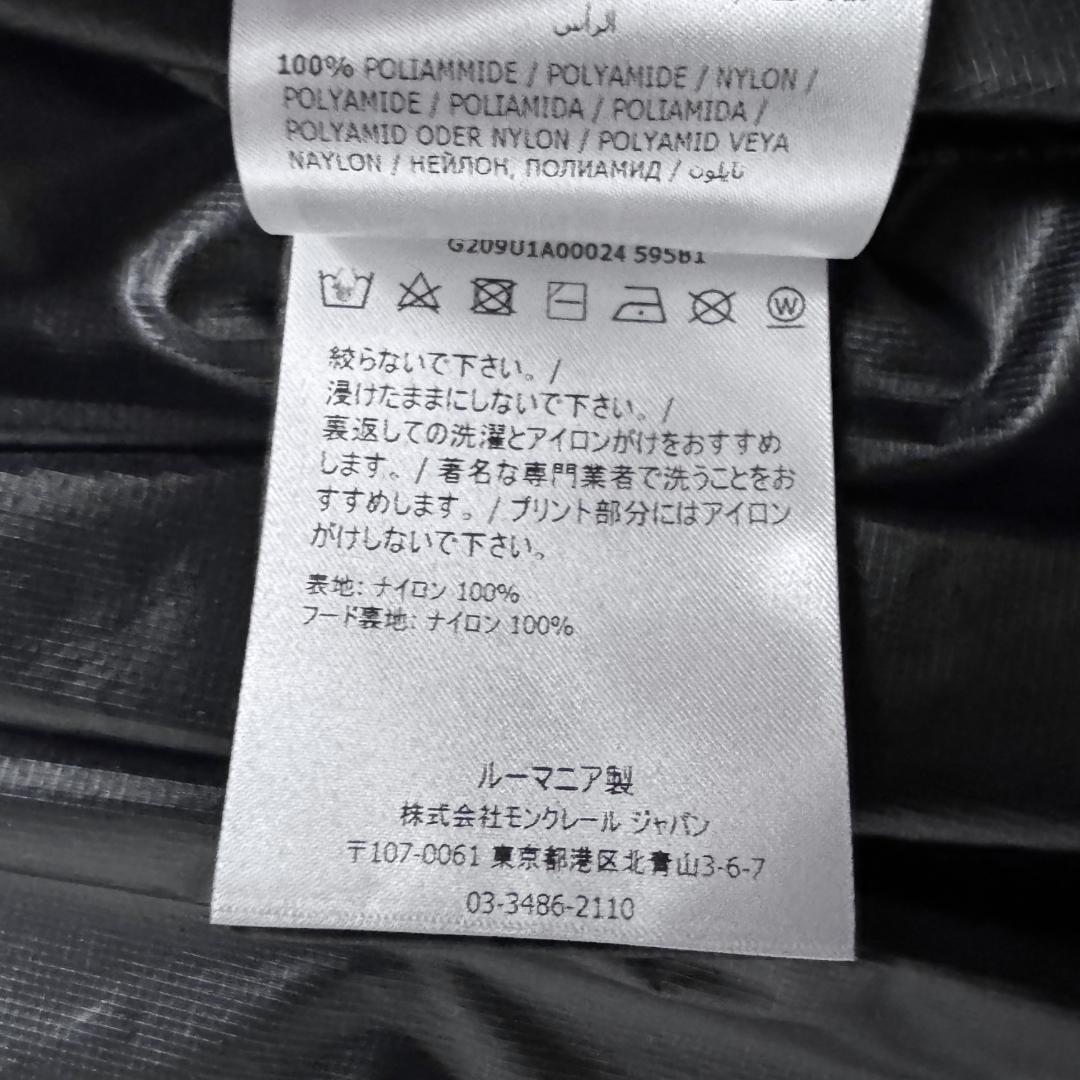 الرأس
100% POLIAMMIDE / POLYAMIDE / NYLON /
POLYAMIDE / POLIAMIDA / POLIAMIDA /
POLYAMID ODER NYLON / POLYAMID VEYA
NAYLON / НЕЙЛОН, ПОЛИАМИД / نايلون
G209U1A00024 595B1
W
絞らないで下さい。/
浸けたままにしないで下さい。/
裏返しての洗濯とアイロンがけをおすすめ
します。/ 著名な専門業者で洗うことをお
すすめします。/ プリント部分にはアイロン
がけしないで下さい。
表地: ナイロン 100%
フード裏地: ナイロン 100%
ルーマニア製
株式会社モンクレール ジャパン
〒107-0061 東京都港区北青山3-6-7
03-3486-2110